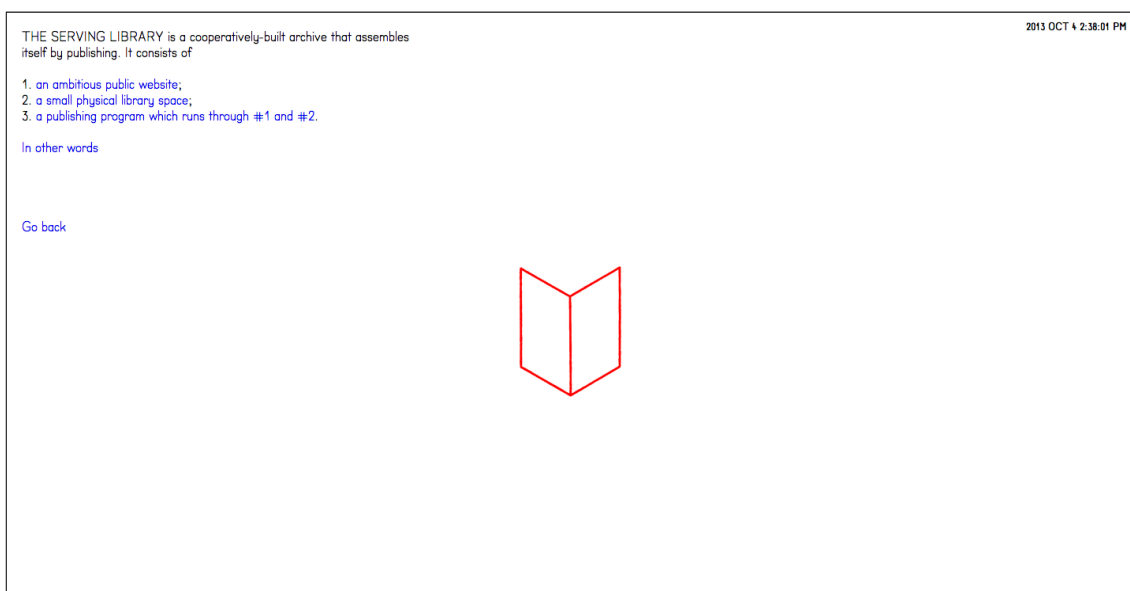 THE SERVING LIBRARY is a cooperatively-built archive that assembles
itself by publishing. It consists of
1. an ambitious public website;
2. a small physical library space;
3. a publishing program which runs through #1 and #2.
In other words
Go back
2013 OCT 4 2:38:01 PM